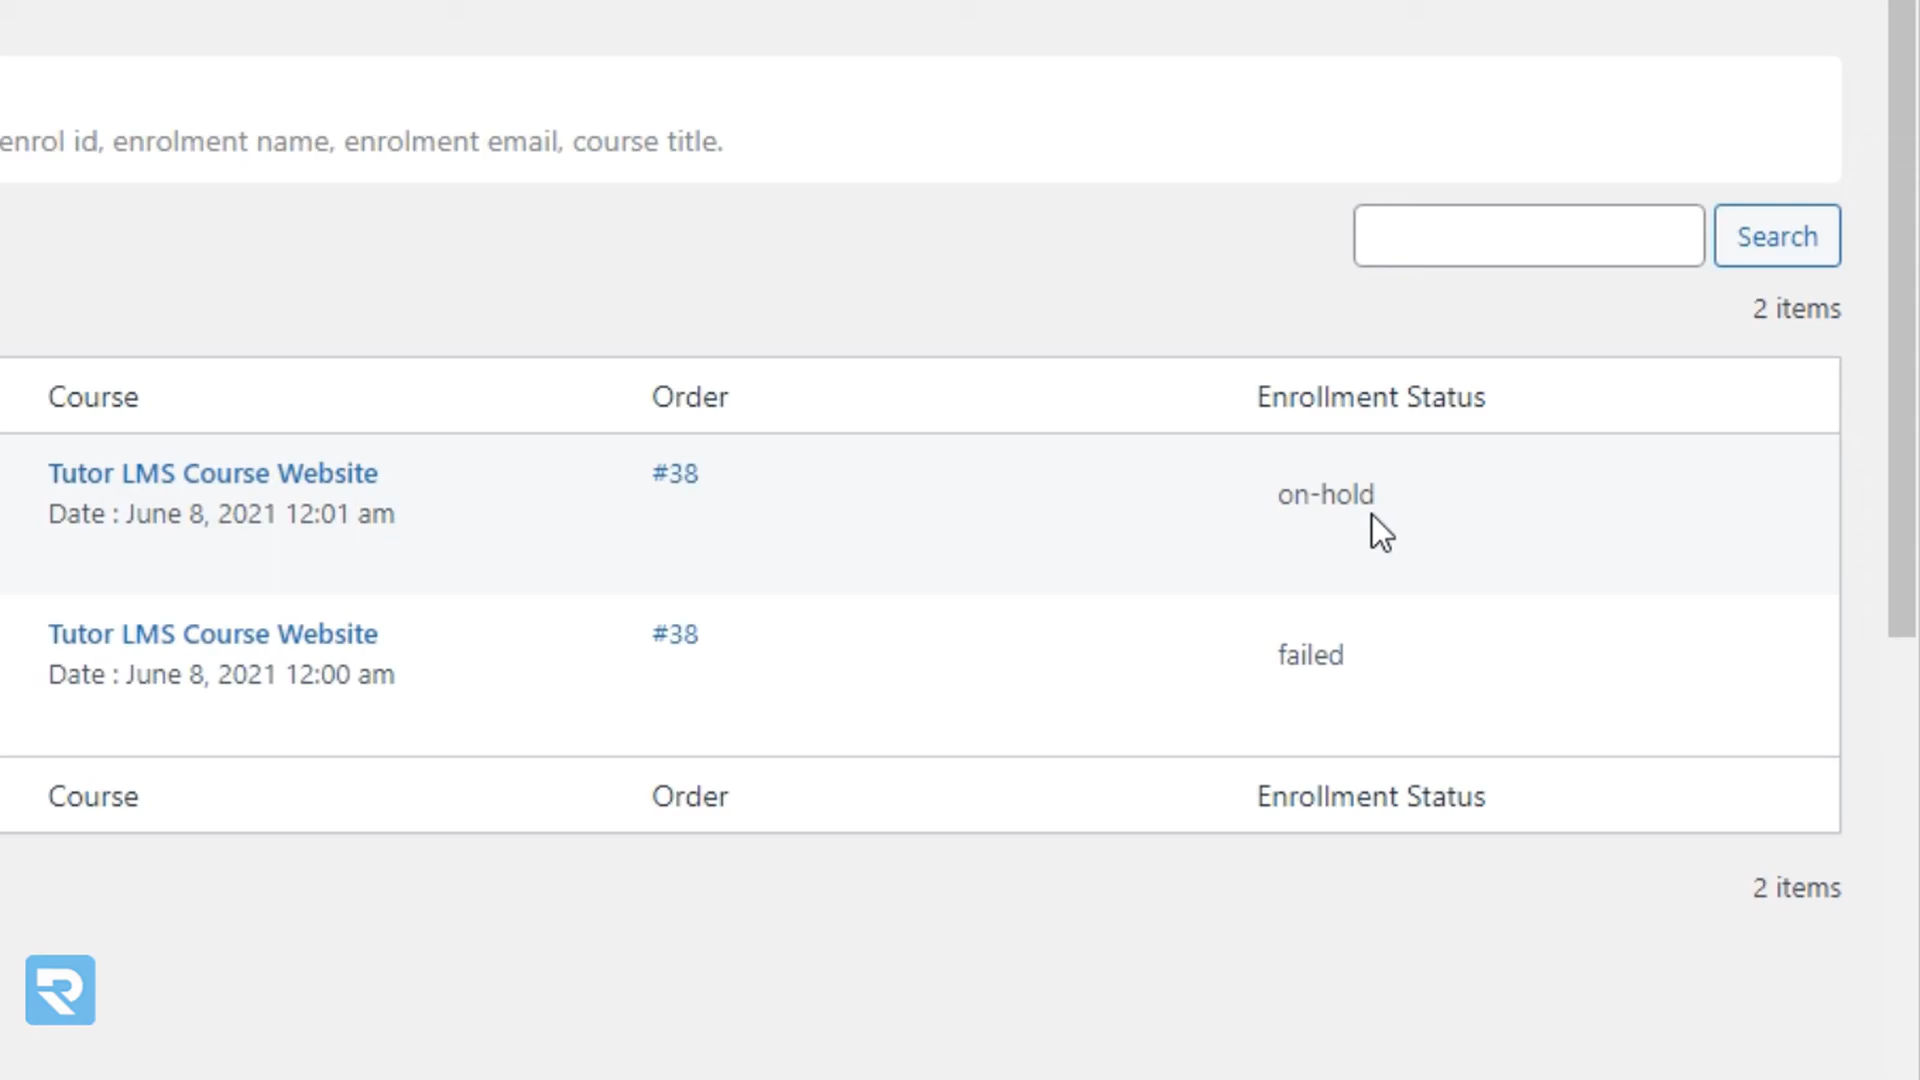 enrol id, enrolment name, enrolment email, course title.
Search
2 items
Course Order Enrollment Status
Tutor LMS Course Website #38 on-hold
Date : June 8, 2021 12:01 am
Tutor LMS Course Website #38 failed
Date : June 8, 2021 12:00 am
Course Order Enrollment Status
2 items